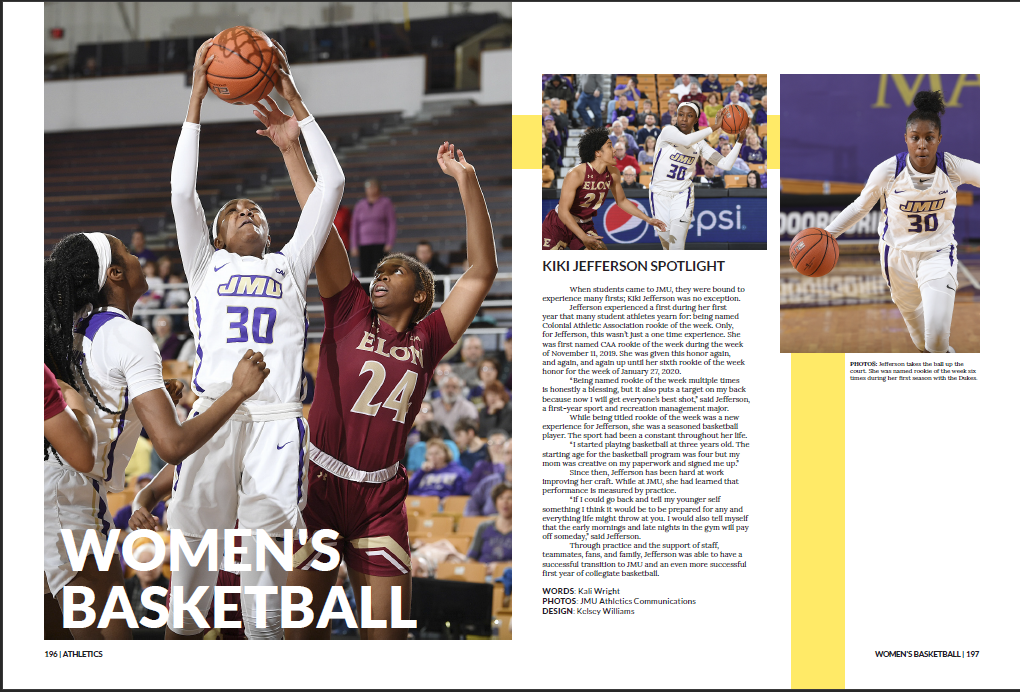 JMU
30
ELON
24
WOMEN'S
BASKETBALL
196 | ATHLETICS
ELON
JMU
30
pepsi
MA
JMU
30
KIKI JEFFERSON SPOTLIGHT
When students came to JMU, they were bound to
experience many firsts; Kiki Jefferson was no exception.
Jefferson experienced a first during her first
year that many student athletes yearn for: being named
Colonial Athletic Association rookie of the week. Only,
for Jefferson, this wasn't just a one time experience. She
was first named CAA rookie of the week during the week
of November 11, 2019. She was given this honor again,
and again, and again up until her sixth rookie of the week
honor for the week of January 27, 2020.
"Being named rookie of the week multiple times
is honestly a blessing, but it also puts a target on my back
because now I will get everyone's best shot," said Jefferson,
a first-year sport and recreation management major.
While being titled rookie of the week was a new
experience for Jefferson, she was a seasoned basketball
player. The sport had been a constant throughout her life.
"I started playing basketball at three years old. The
starting age for the basketball program was four but my
mom was creative on my paperwork and signed me up."
Since then, Jefferson has been hard at work
improving her craft. While at JMU, she had learned that
performance is measured by practice.
"If I could go back and tell my younger self
something I think it would be to be prepared for any and
everything life might throw at you. I would also tell myself
that the early mornings and late nights in the gym will pay
off someday," said Jefferson.
Through practice and the support of staff,
teammates, fans, and family, Jefferson was able to have a
successful transition to JMU and an even more successful
first year of collegiate basketball.
WORDS: Kali Wright
PHOTOS: JMU Athletics Communications
DESIGN: Kelsey Williams
PHOTOS: Jefferson takes the ball up the
court. She was named rookie of the week six
times during her first season with the Dukes.
WOMEN'S BASKETBALL | 197